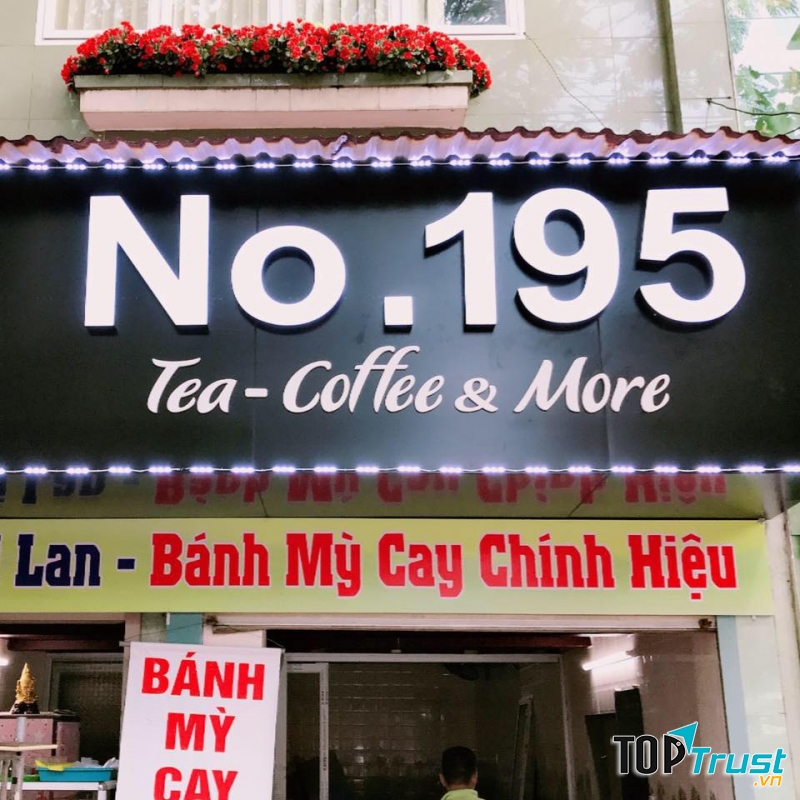 No.195
Tea - Coffee & More
Lan - Bánh Mỳ Cay Chính Hiệu
BÁNH
MỲ
CAY
TOPTrust.vn